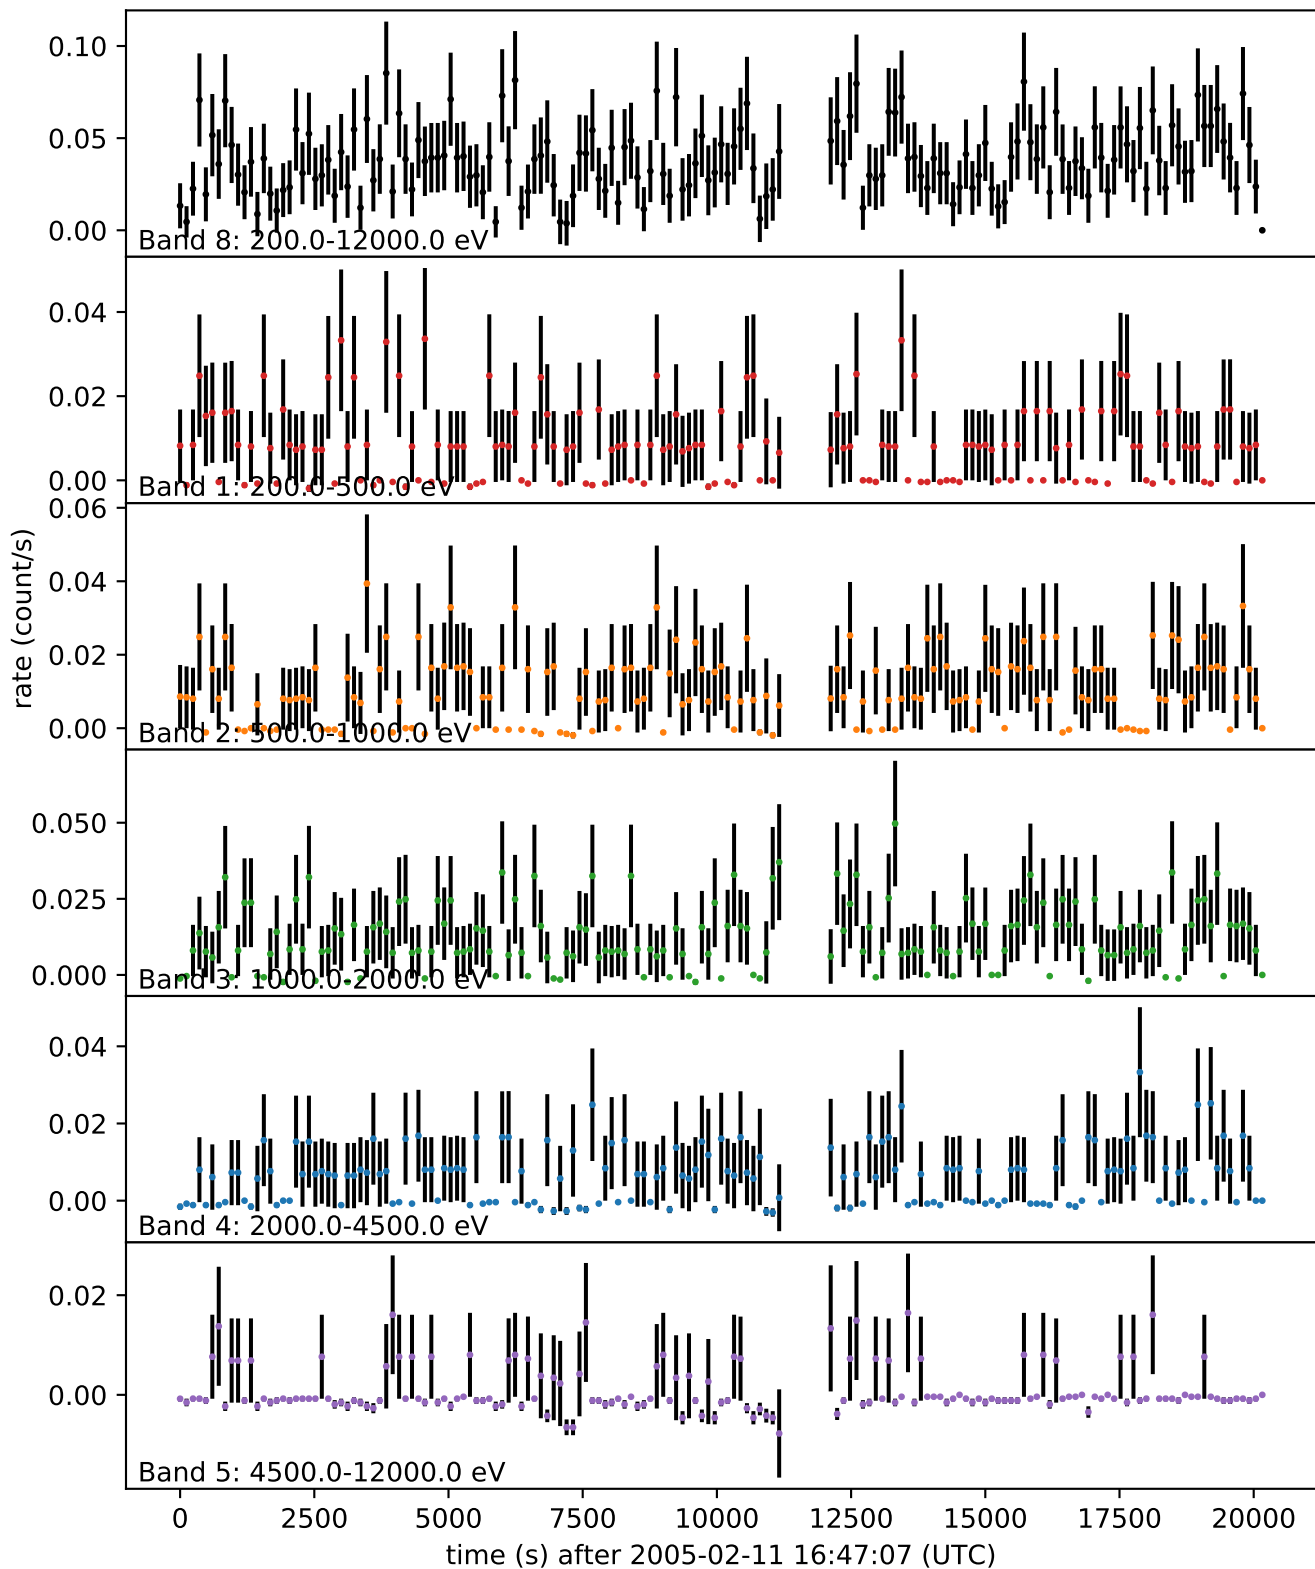 0.10
0.05
0.00
Band 8: 200.0-12000.0 eV
0.04
0.02
0.00
Band 1: 200.0-500.0 eV
0.06
0.04
0.02
0.00
Band 2: 500.0-1000.0 eV
rate (count/s)
0.050
0.025
0.000
Band 3: 1000.0-2000.0 eV
0.04
0.02
0.00
Band 4: 2000.0-4500.0 eV
0.02
0.00
Band 5: 4500.0-12000.0 eV
0 2500 5000 7500 10000 12500 15000 17500 20000
time (s) after 2005-02-11 16:47:07 (UTC)